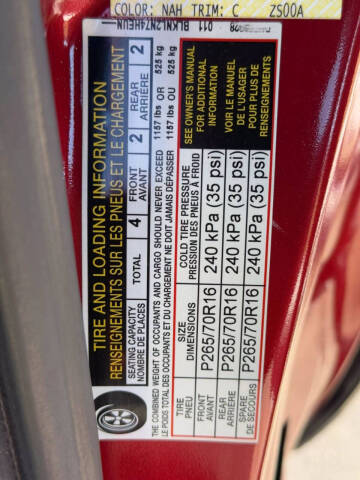 COLOR: NAH TRIM: C ZS00A
011 BLKNLZN74HEUN
TIRE AND LOADING INFORMATION
RENSEIGNEMENTS SUR LES PNEUS ET LE CHARGEMENT
SEATING CAPACITY
NOMBRE DE PLACES
TOTAL 4
FRONT
AVANT 2
REAR
ARRIÈRE 2
THE COMBINED WEIGHT OF OCCUPANTS AND CARGO SHOULD NEVER EXCEED 1157 lbs OR 525 kg
LE POIDS TOTAL DES OCCUPANTS ET DU CHARGEMENT NE DOIT JAMAIS DÉPASSER 1157 lbs OU 525 kg
TIRE
PNEU
SIZE
DIMENSIONS
COLD TIRE PRESSURE
PRESSION DES PNEUS À FROID
FRONT
AVANT
P265/70R16
240 kPa (35 psi)
REAR
ARRIÈRE
P265/70R16
240 kPa (35 psi)
SPARE
DE SECOURS
P265/70R16
240 kPa (35 psi)
SEE OWNER'S MANUAL
FOR ADDITIONAL
INFORMATION
VOIR LE MANUEL
DE L'USAGER
POUR PLUS DE
RENSEIGNEMENTS